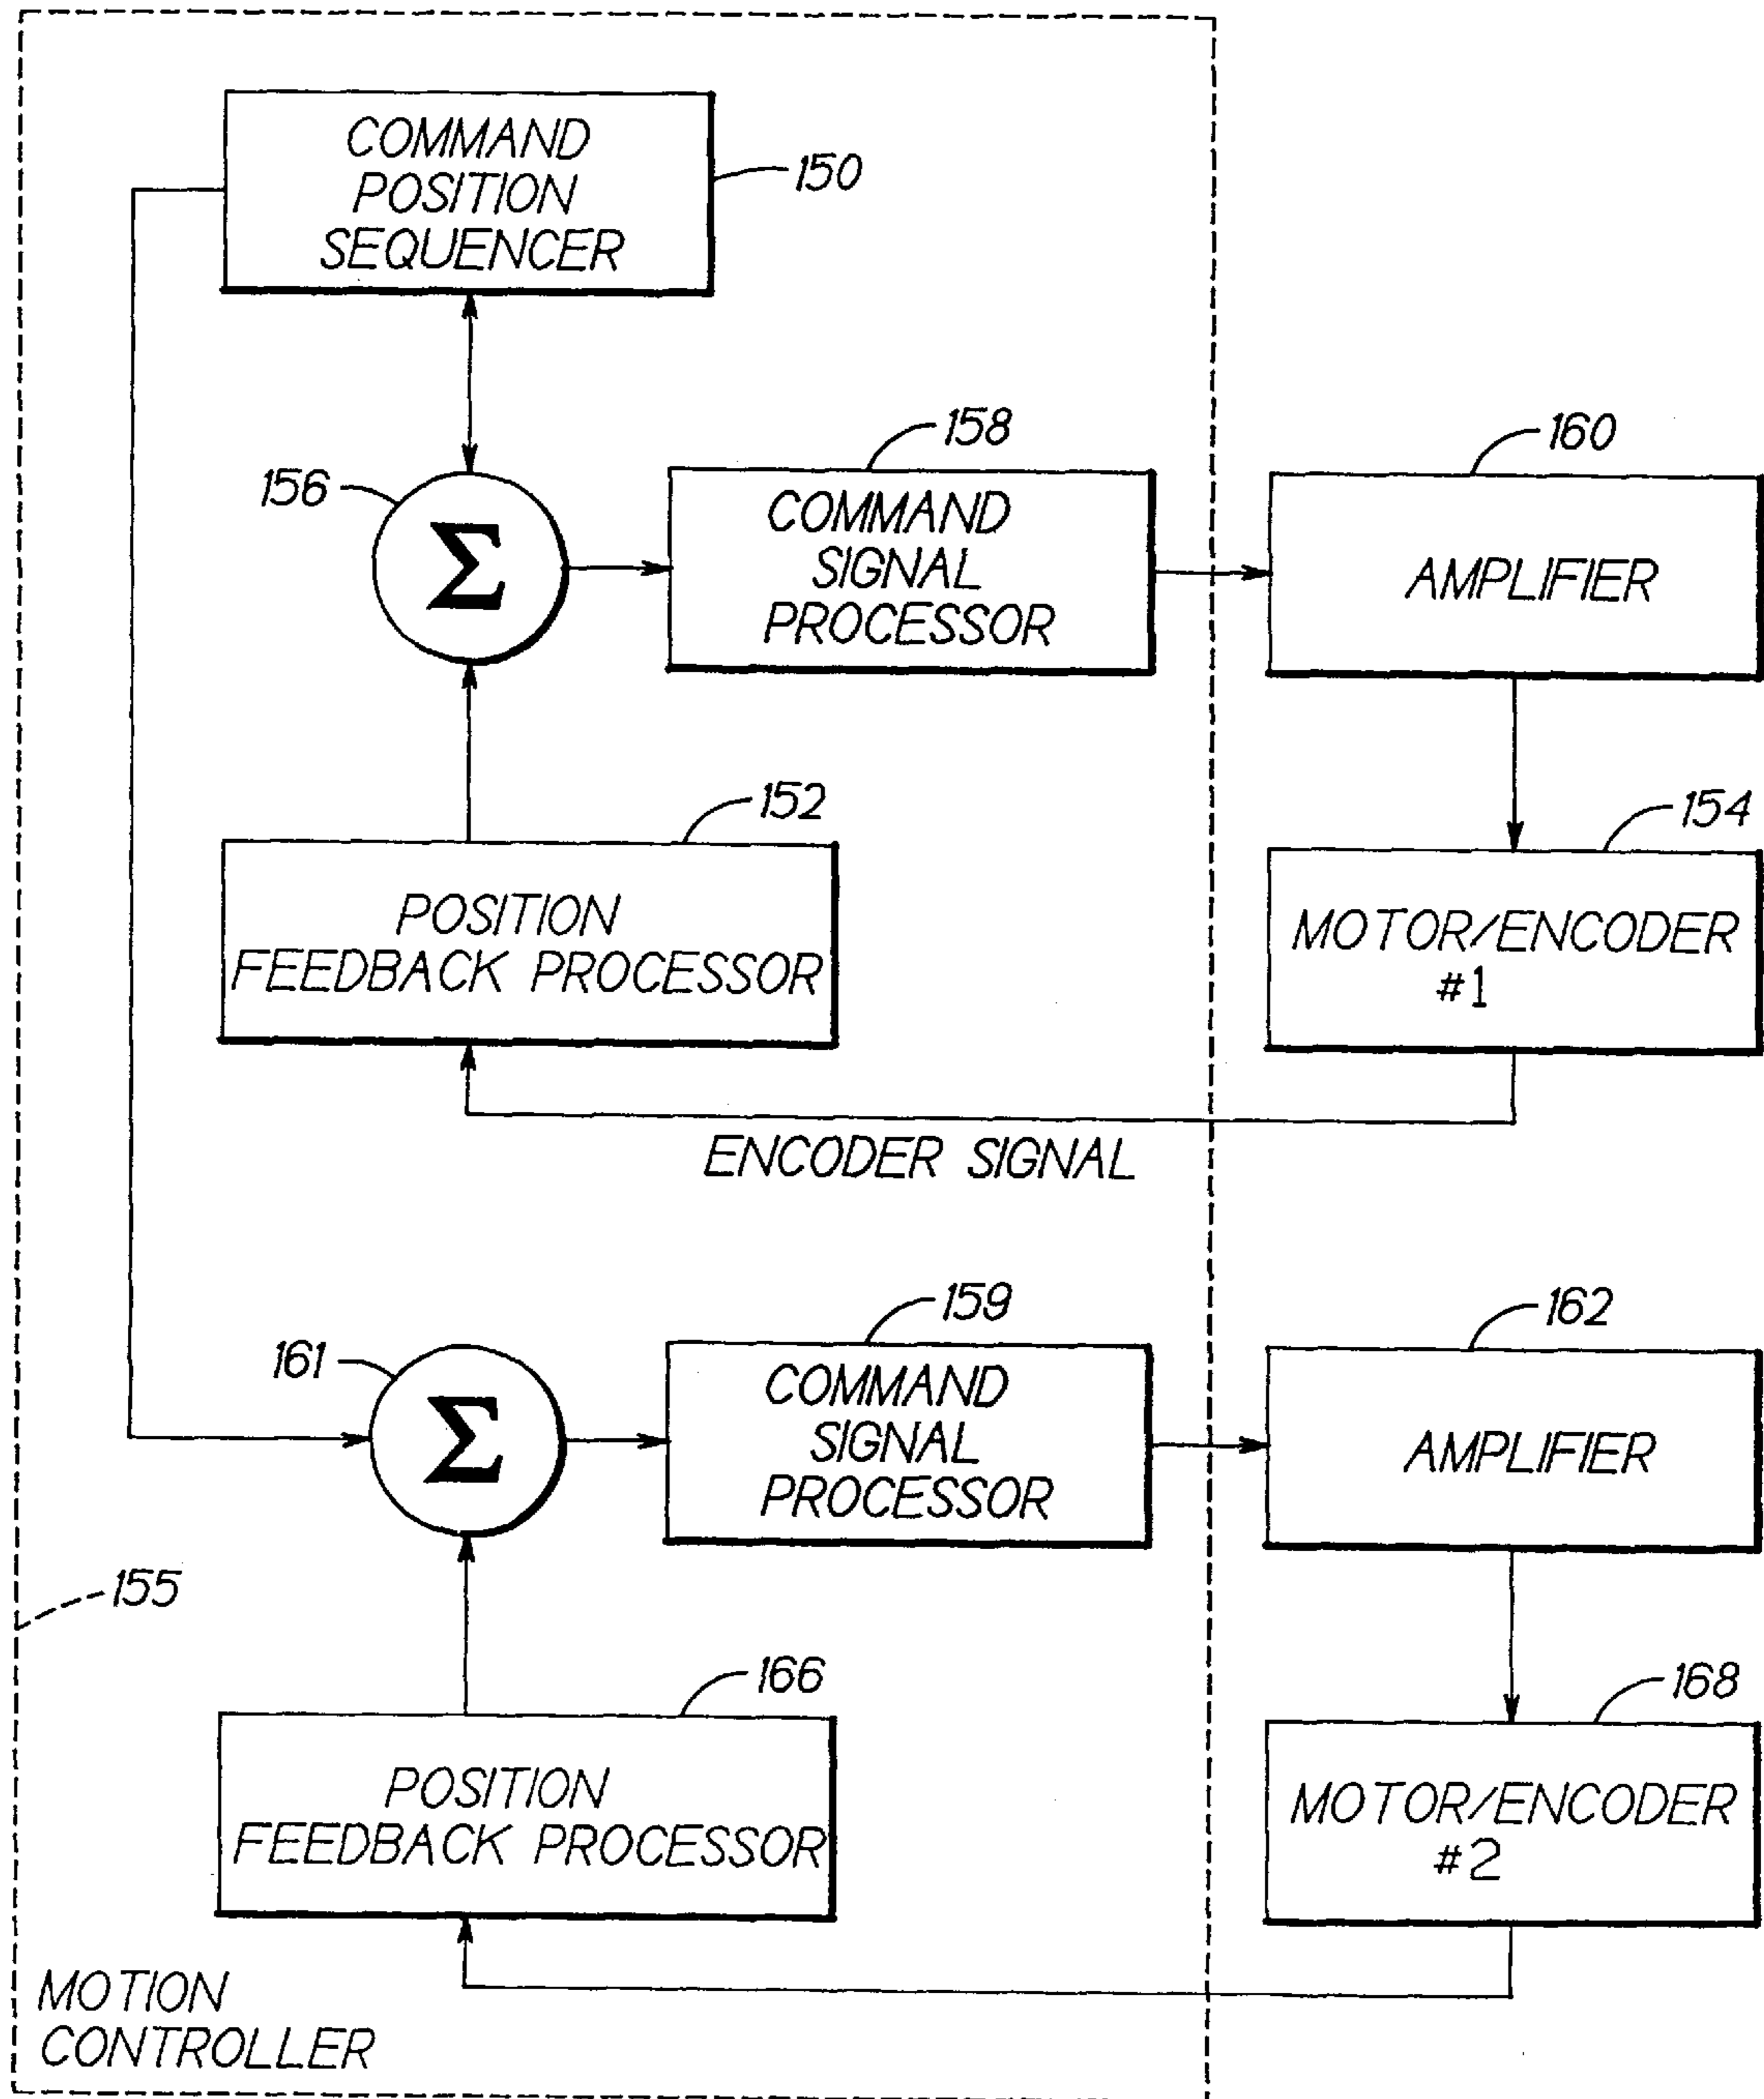 COMMAND
POSITION
SEQUENCER
150
156
Σ
158
COMMAND
SIGNAL
PROCESSOR
160
AMPLIFIER
152
POSITION
FEEDBACK PROCESSOR
154
MOTOR/ENCODER
#1
ENCODER SIGNAL
161
Σ
159
COMMAND
SIGNAL
PROCESSOR
162
AMPLIFIER
155
166
POSITION
FEEDBACK PROCESSOR
168
MOTOR/ENCODER
#2
MOTION
CONTROLLER